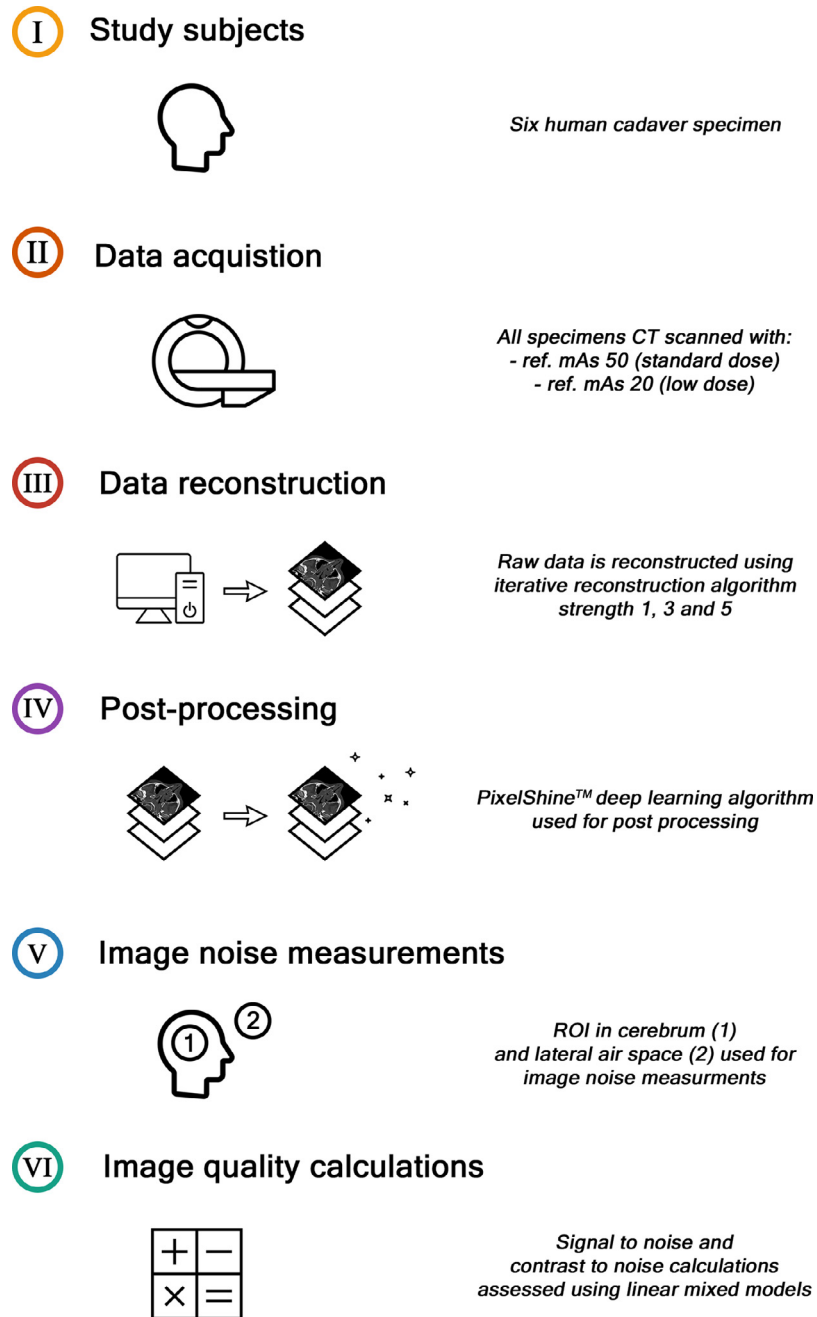 I Study subjects
Six human cadaver specimen
II Data acquistion
All specimens CT scanned with:
- ref. mAs 50 (standard dose)
- ref. mAs 20 (low dose)
III Data reconstruction
Raw data is reconstructed using
iterative reconstruction algorithm
strength 1, 3 and 5
IV Post-processing
PixelShine™ deep learning algorithm
used for post processing
V Image noise measurements
1 2
ROI in cerebrum (1)
and lateral air space (2) used for
image noise measurments
VI Image quality calculations
+ −
× =
Signal to noise and
contrast to noise calculations
assessed using linear mixed models